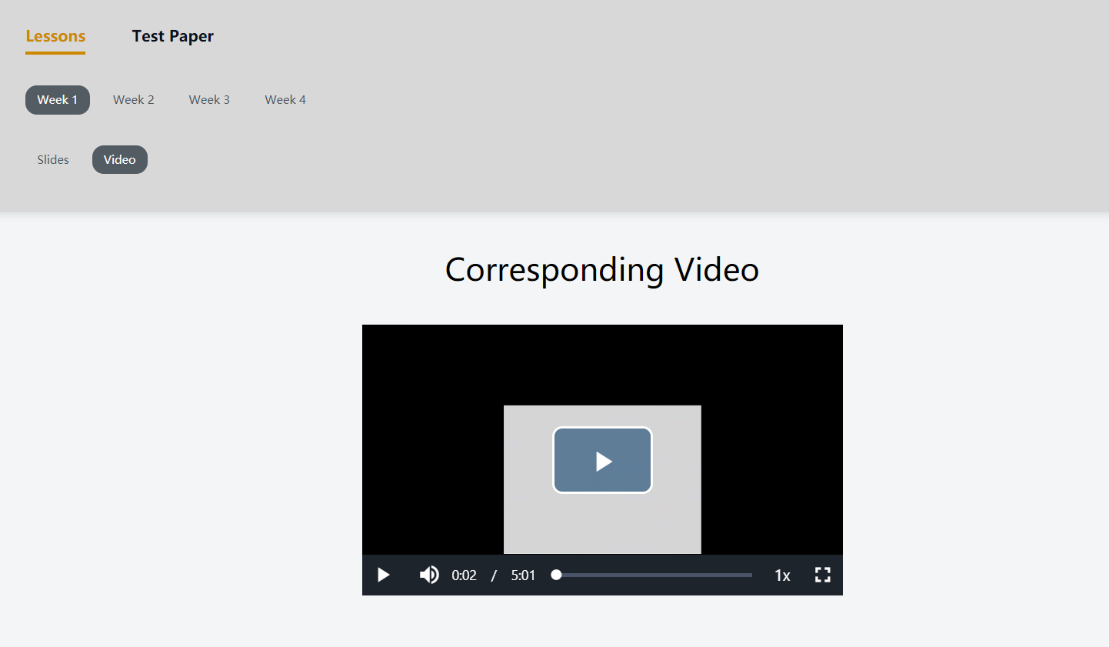 Lessons Test Paper
Week 1 Week 2 Week 3 Week 4
Slides Video
Corresponding Video
0:02 / 5:01 1x